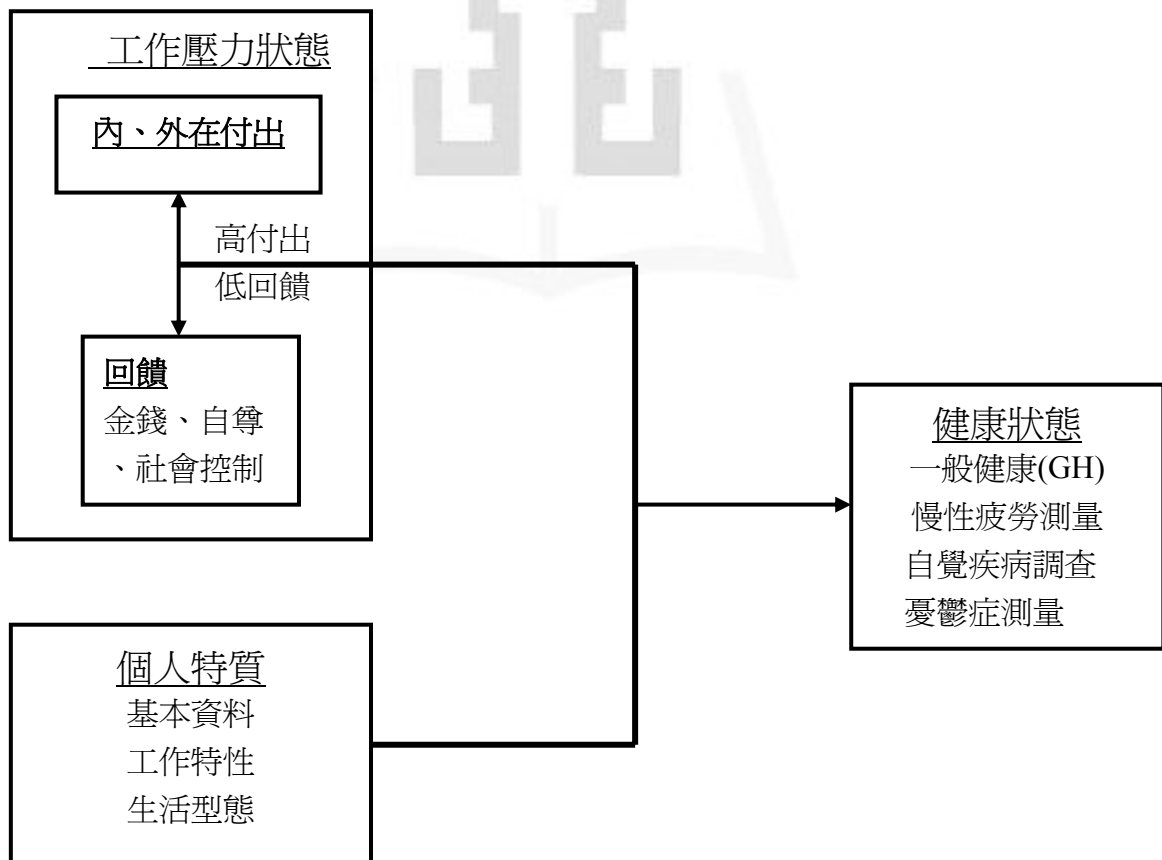 工作壓力狀態
內、外在付出
高付出
低回饋
回饋
金錢、自尊
、社會控制
個人特質
基本資料
工作特性
生活型態
健康狀態
一般健康(GH)
慢性疲勞測量
自覺疾病調查
憂鬱症測量